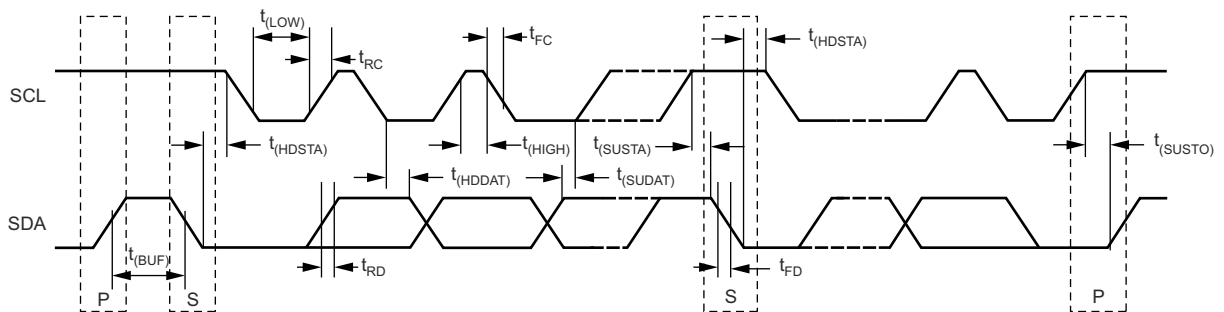 t(LOW)
tRC
tFC
t(HDSTA)
SCL
t(HDSTA)
t(HIGH)
t(SUSTA)
t(SUSTO)
t(HDDAT)
t(SUDAT)
SDA
t(BUF)
tRD
tFD
P
S
S
P